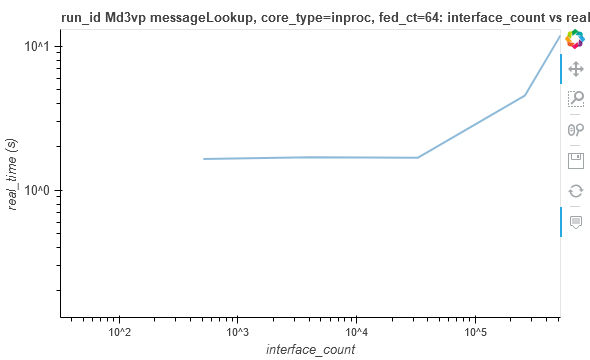 run_id Md3vp messageLookup, core_type=inproc, fed_ct=64: interface_count vs real
10^1
10^0
real_time (s)
10^2
10^3
10^4
10^5
interface_count